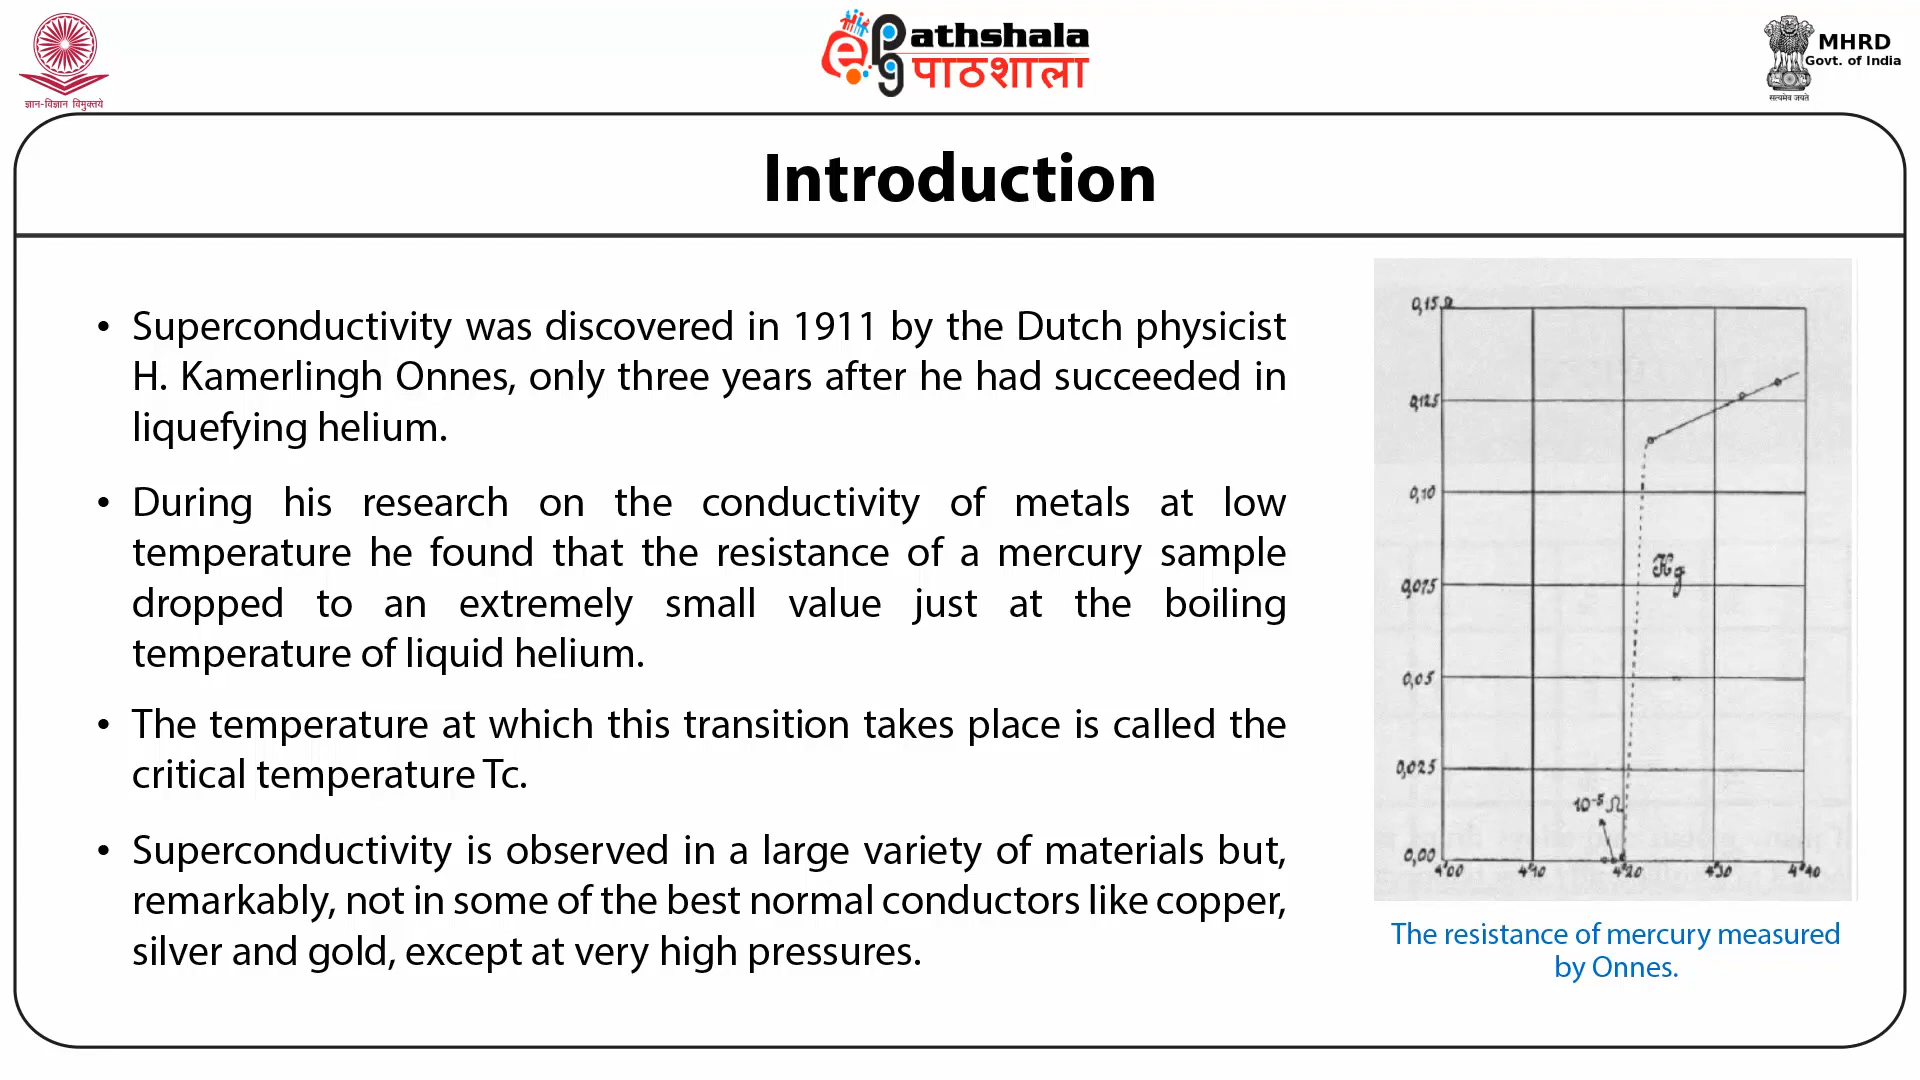 ज्ञान-विज्ञान विमुक्तये
ePathshala
पाठशाला
MHRD
Govt. of India
सत्यमेव जयते
Introduction
• Superconductivity was discovered in 1911 by the Dutch physicist
H. Kamerlingh Onnes, only three years after he had succeeded in
liquefying helium.
• During his research on the conductivity of metals at low
temperature he found that the resistance of a mercury sample
dropped to an extremely small value just at the boiling
temperature of liquid helium.
• The temperature at which this transition takes place is called the
critical temperature Tc.
• Superconductivity is observed in a large variety of materials but,
remarkably, not in some of the best normal conductors like copper,
silver and gold, except at very high pressures.
0,15 Ω
0,125
0,10
Hg
0,075
0,05
0,025
10⁻⁵ Ω
0,00
4°00 4°10 4°20 4°30 4°40
The resistance of mercury measured
by Onnes.